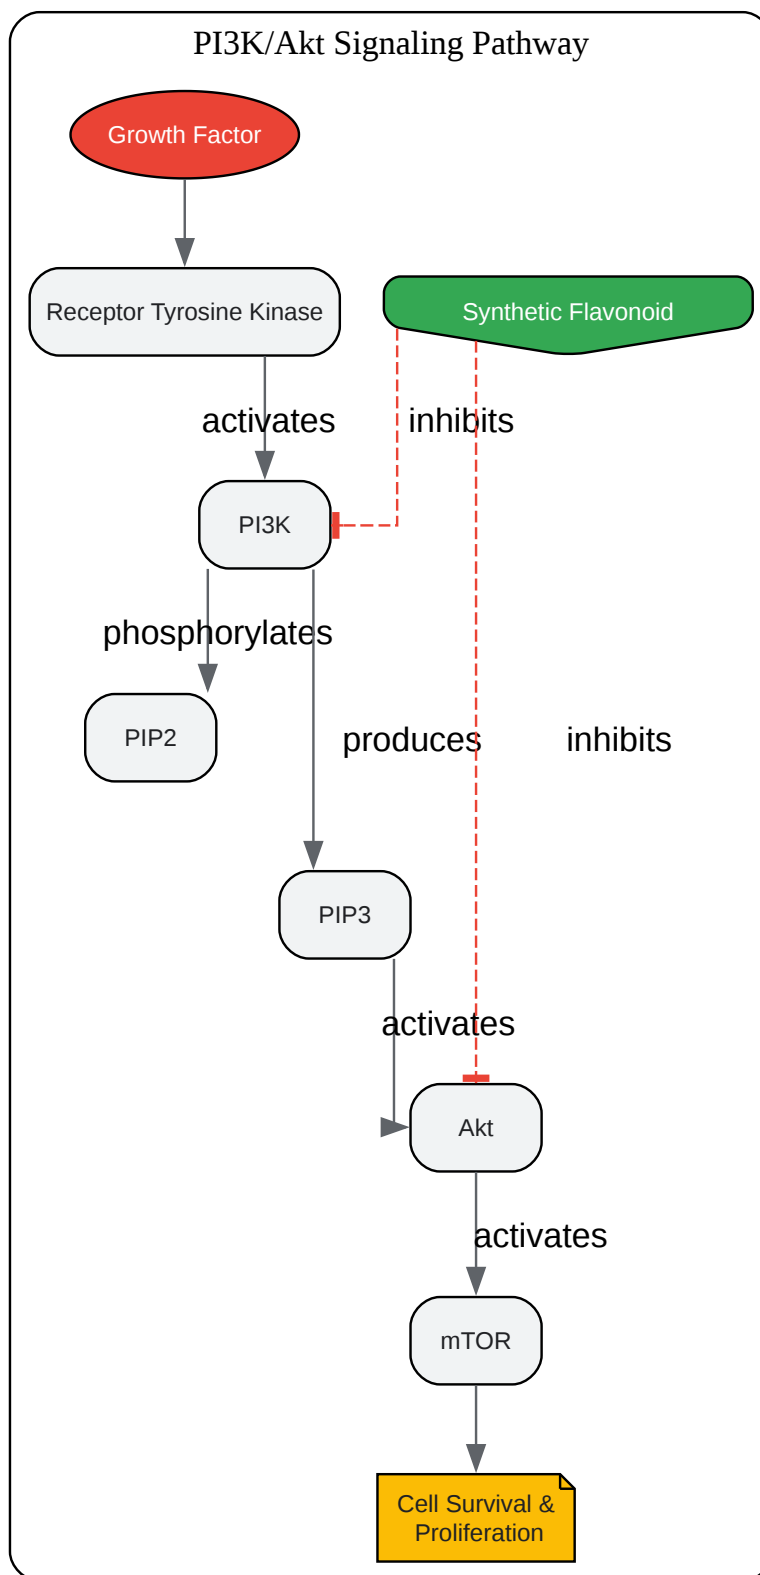 PI3K/Akt Signaling Pathway
Growth Factor
Receptor Tyrosine Kinase
Synthetic Flavonoid
activates
inhibits
PI3K
phosphorylates
PIP2
produces
inhibits
PIP3
activates
Akt
activates
mTOR
Cell Survival &
Proliferation